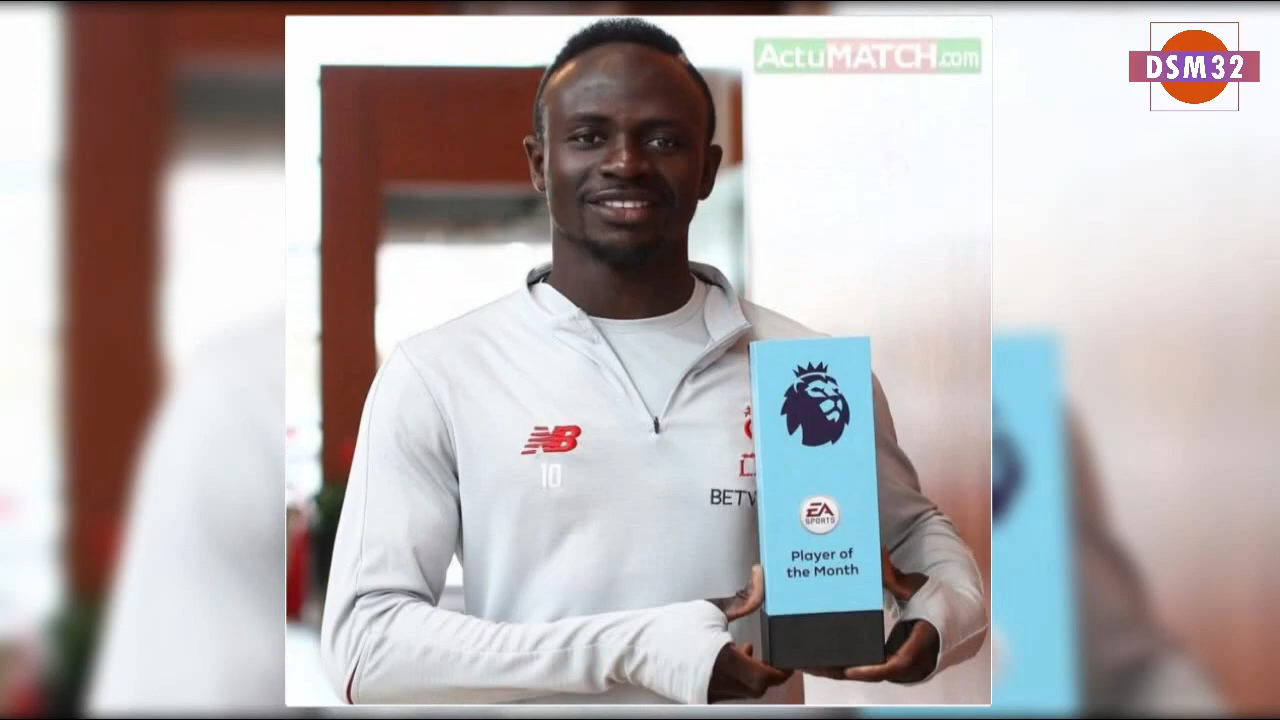 ActuMATCH.com
DSM32
NB
10
BETV
EA
SPORTS
Player of
the Month